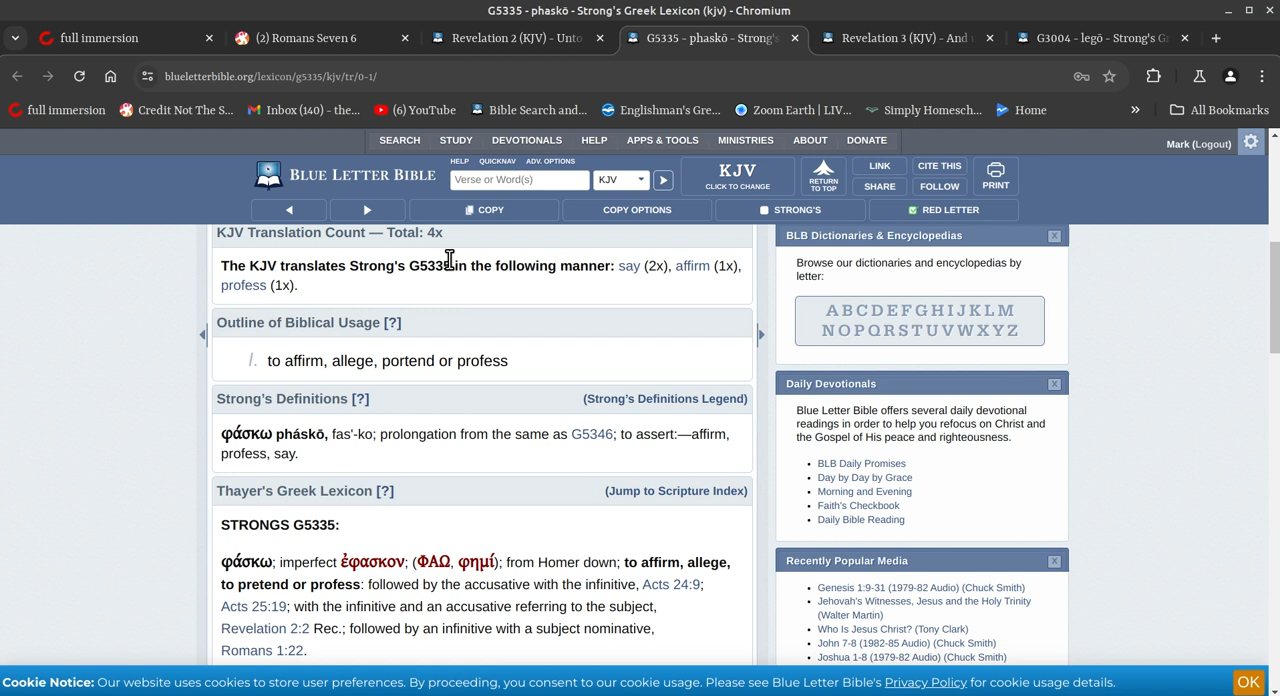 G5335 - phaskō - Strong's Greek Lexicon (kjv) - Chromium
full immersion
(2) Romans Seven 6
Revelation 2 (KJV) - Unto
G5335 - phaskō - Strong's
Revelation 3 (KJV) - And
G3004 - legō - Strong's G
blueletterbible.org/lexicon/g5335/kjv/tr/0-1/
full immersion
Credit Not The S...
Inbox (140) - the...
(6) YouTube
Bible Search and...
Englishman's Gre...
Zoom Earth | LIV...
Simply Homesch...
Home
All Bookmarks
SEARCH STUDY DEVOTIONALS HELP APPS & TOOLS MINISTRIES ABOUT DONATE
Mark (Logout)
BLUE LETTER BIBLE
HELP QUICKNAV ADV. OPTIONS
Verse or Word(s)
KJV
KJV
CLICK TO CHANGE
RETURN
TO TOP
LINK
CITE THIS
SHARE
FOLLOW
PRINT
COPY
COPY OPTIONS
STRONG'S
RED LETTER
KJV Translation Count — Total: 4x
The KJV translates Strong's G5335 in the following manner: say (2x), affirm (1x),
profess (1x).
Outline of Biblical Usage [?]
I. to affirm, allege, portend or profess
Strong's Definitions [?] (Strong's Definitions Legend)
φάσκω pháskō, fas'-ko; prolongation from the same as G5346; to assert:—affirm,
profess, say.
Thayer's Greek Lexicon [?] (Jump to Scripture Index)
STRONGS G5335:
φάσκω; imperfect ἐφασκον; (ΦΑΩ, φημί); from Homer down; to affirm, allege,
to pretend or profess: followed by the accusative with the infinitive, Acts 24:9;
Acts 25:19; with the infinitive and an accusative referring to the subject,
Revelation 2:2 Rec.; followed by an infinitive with a subject nominative,
Romans 1:22.
BLB Dictionaries & Encyclopedias X
Browse our dictionaries and encyclopedias by
letter:
A B C D E F G H I J K L M
N O P Q R S T U V W X Y Z
Daily Devotionals X
Blue Letter Bible offers several daily devotional
readings in order to help you refocus on Christ and
the Gospel of His peace and righteousness.
BLB Daily Promises
Day by Day by Grace
Morning and Evening
Faith's Checkbook
Daily Bible Reading
Recently Popular Media X
Genesis 1:9-31 (1979-82 Audio) (Chuck Smith)
Jehovah's Witnesses, Jesus and the Holy Trinity
(Walter Martin)
Who Is Jesus Christ? (Tony Clark)
John 7-8 (1982-85 Audio) (Chuck Smith)
Joshua 1-8 (1979-82 Audio) (Chuck Smith)
Cookie Notice: Our website uses cookies to store user preferences. By proceeding, you consent to our cookie usage. Please see Blue Letter Bible's Privacy Policy for cookie usage details.
OK